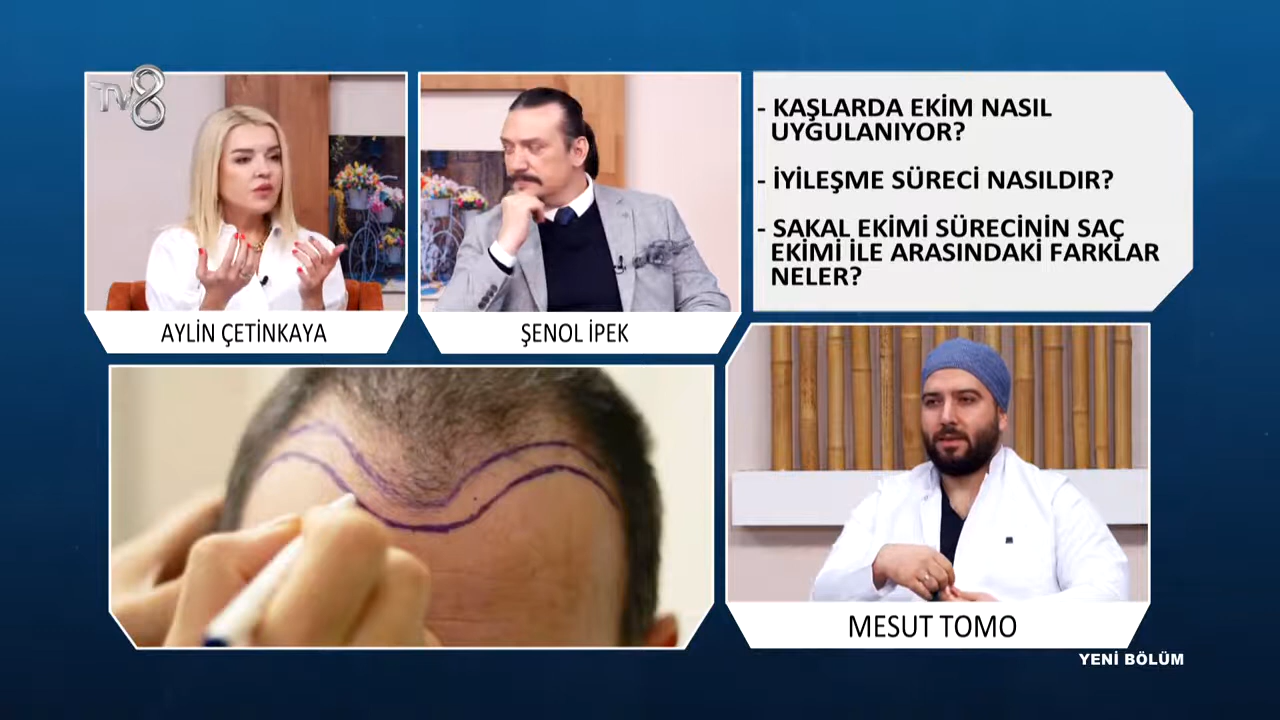 TV8
- KAŞLARDA EKİM NASIL
UYGULANIYOR?
- İYİLEŞME SÜRECİ NASILDIR?
- SAKAL EKİMİ SÜRECİNİN SAÇ
EKİMİ İLE ARASINDAKİ FARKLAR
NELER?
AYLİN ÇETİNKAYA
ŞENOL İPEK
MESUT TOMO
YENİ BÖLÜM